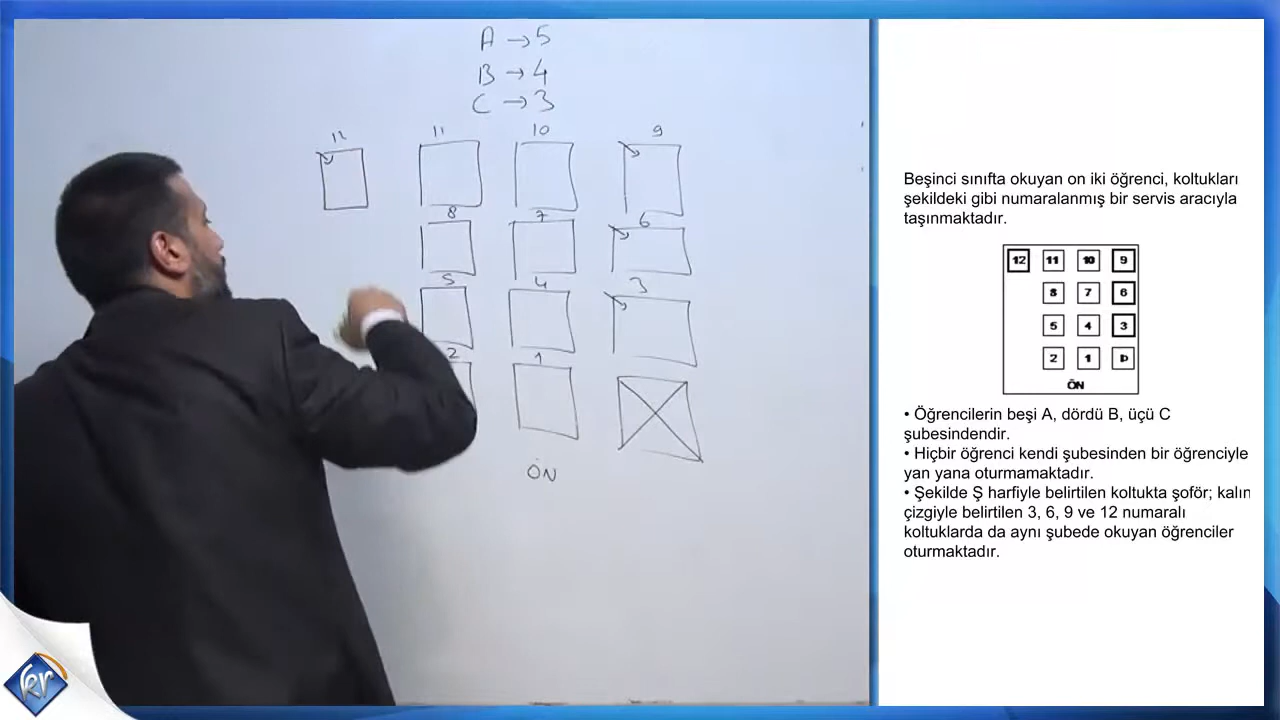 A → 5
B → 4
C → 3
12 11 10 9
8 7 6
5 4 3
2 1
ÖN
Beşinci sınıfta okuyan on iki öğrenci, koltukları
şekildeki gibi numaralanmış bir servis aracıyla
taşınmaktadır.
12 11 10 9
8 7 6
5 4 3
2 1 Þ
ÖN
• Öğrencilerin beşi A, dördü B, üçü C
şubesindendir.
• Hiçbir öğrenci kendi şubesinden bir öğrenciyle
yan yana oturmamaktadır.
• Şekilde Ş harfiyle belirtilen koltukta şoför; kalın
çizgiyle belirtilen 3, 6, 9 ve 12 numaralı
koltuklarda da aynı şubede okuyan öğrenciler
oturmaktadır.
kr